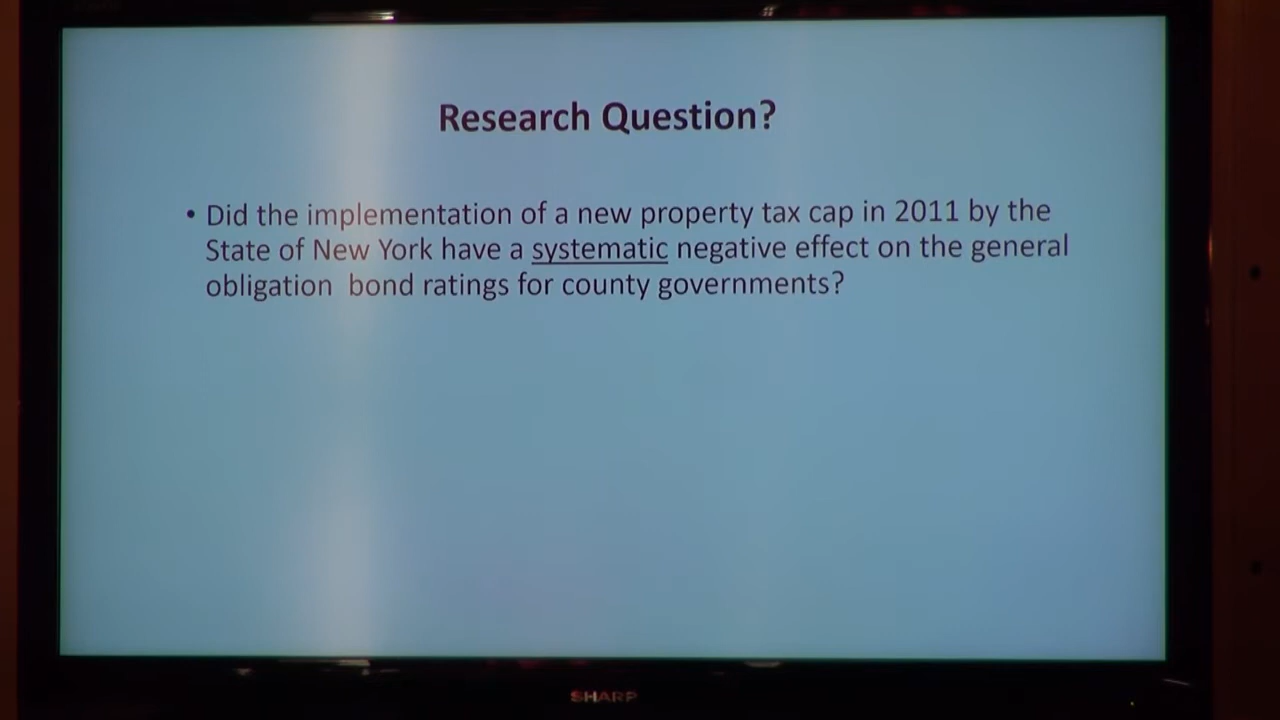 Research Question?
• Did the implementation of a new property tax cap in 2011 by the
State of New York have a systematic negative effect on the general
obligation bond ratings for county governments?
SHARP